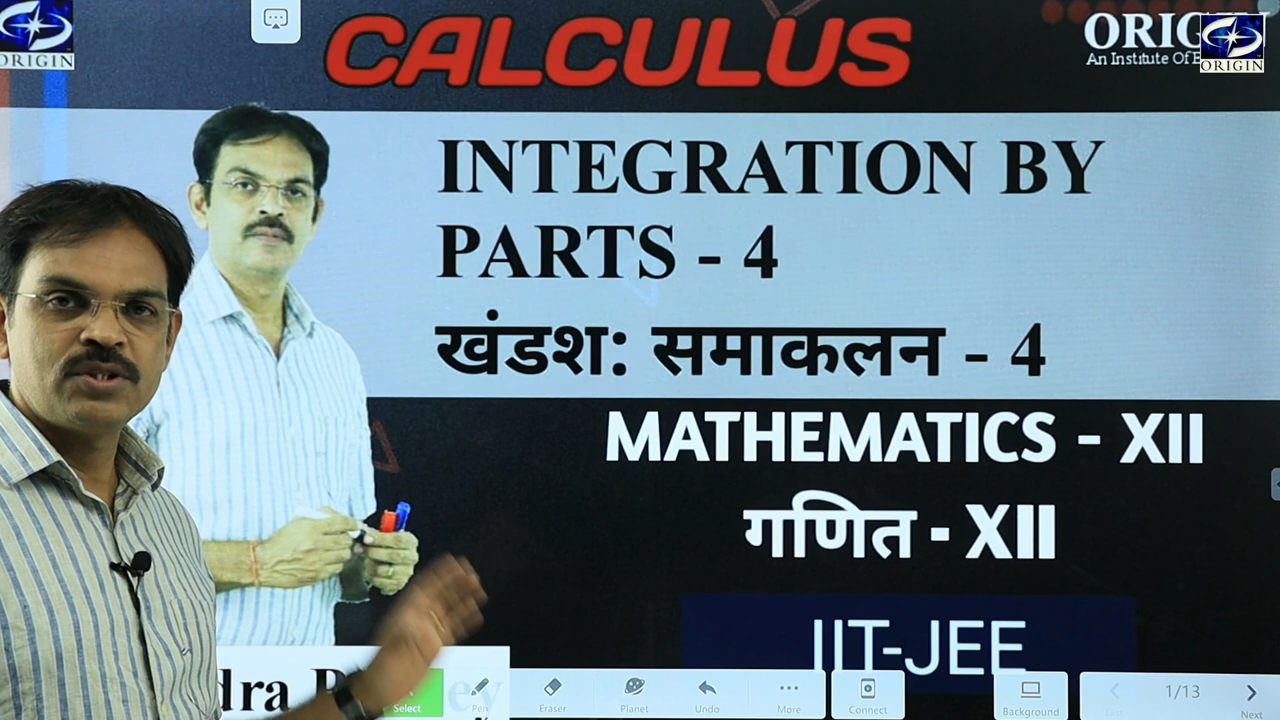 CALCULUS
ORIGIN
An Institute Of
ORIGIN
ORIGIN
INTEGRATION BY
PARTS - 4
खंडश: समाकलन - 4
MATHEMATICS - XII
गणित - XII
IIT-JEE
Select
Pen
Eraser
Planet
Undo
More
Connect
Background
1/13
Next